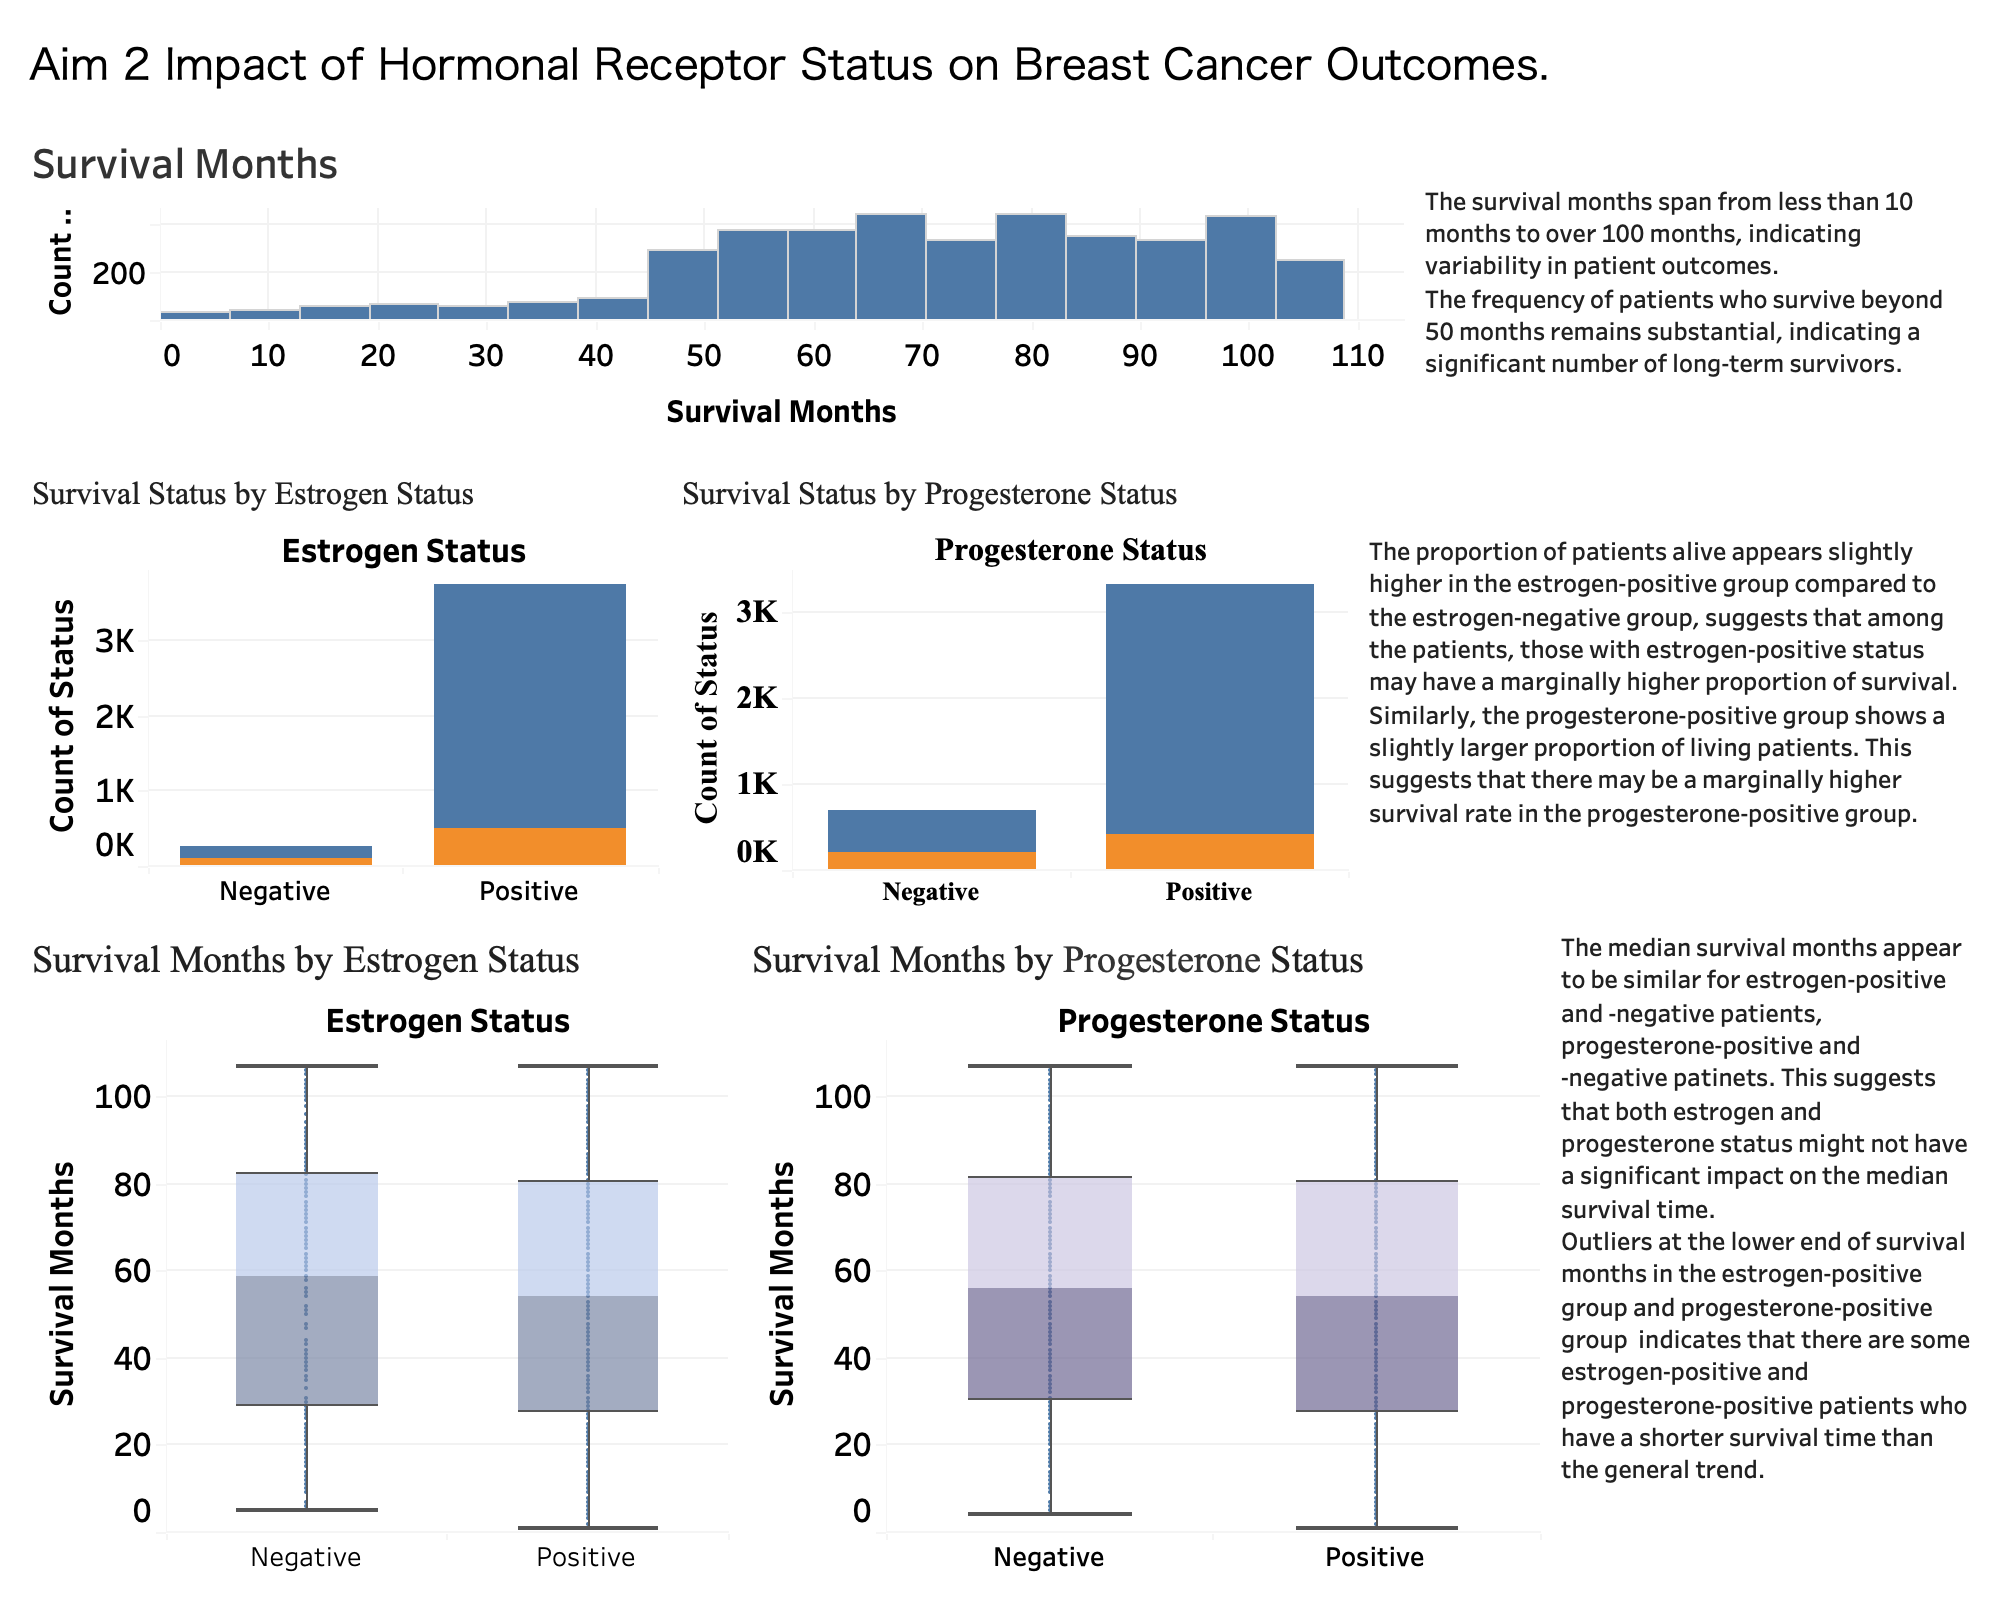 Aim 2 Impact of Hormonal Receptor Status on Breast Cancer Outcomes.
Survival Months
Count ..
200
0 10 20 30 40 50 60 70 80 90 100 110
Survival Months
The survival months span from less than 10
months to over 100 months, indicating
variability in patient outcomes.
The frequency of patients who survive beyond
50 months remains substantial, indicating a
significant number of long-term survivors.
Survival Status by Estrogen Status
Estrogen Status
Count of Status
3K
2K
1K
0K
Negative Positive
Survival Status by Progesterone Status
Progesterone Status
Count of Status
3K
2K
1K
0K
Negative Positive
The proportion of patients alive appears slightly
higher in the estrogen-positive group compared to
the estrogen-negative group, suggests that among
the patients, those with estrogen-positive status
may have a marginally higher proportion of survival.
Similarly, the progesterone-positive group shows a
slightly larger proportion of living patients. This
suggests that there may be a marginally higher
survival rate in the progesterone-positive group.
Survival Months by Estrogen Status
Estrogen Status
Survival Months
100
80
60
40
20
0
Negative Positive
Survival Months by Progesterone Status
Progesterone Status
Survival Months
100
80
60
40
20
0
Negative Positive
The median survival months appear
to be similar for estrogen-positive
and -negative patients,
progesterone-positive and
-negative patinets. This suggests
that both estrogen and
progesterone status might not have
a significant impact on the median
survival time.
Outliers at the lower end of survival
months in the estrogen-positive
group and progesterone-positive
group  indicates that there are some
estrogen-positive and
progesterone-positive patients who
have a shorter survival time than
the general trend.